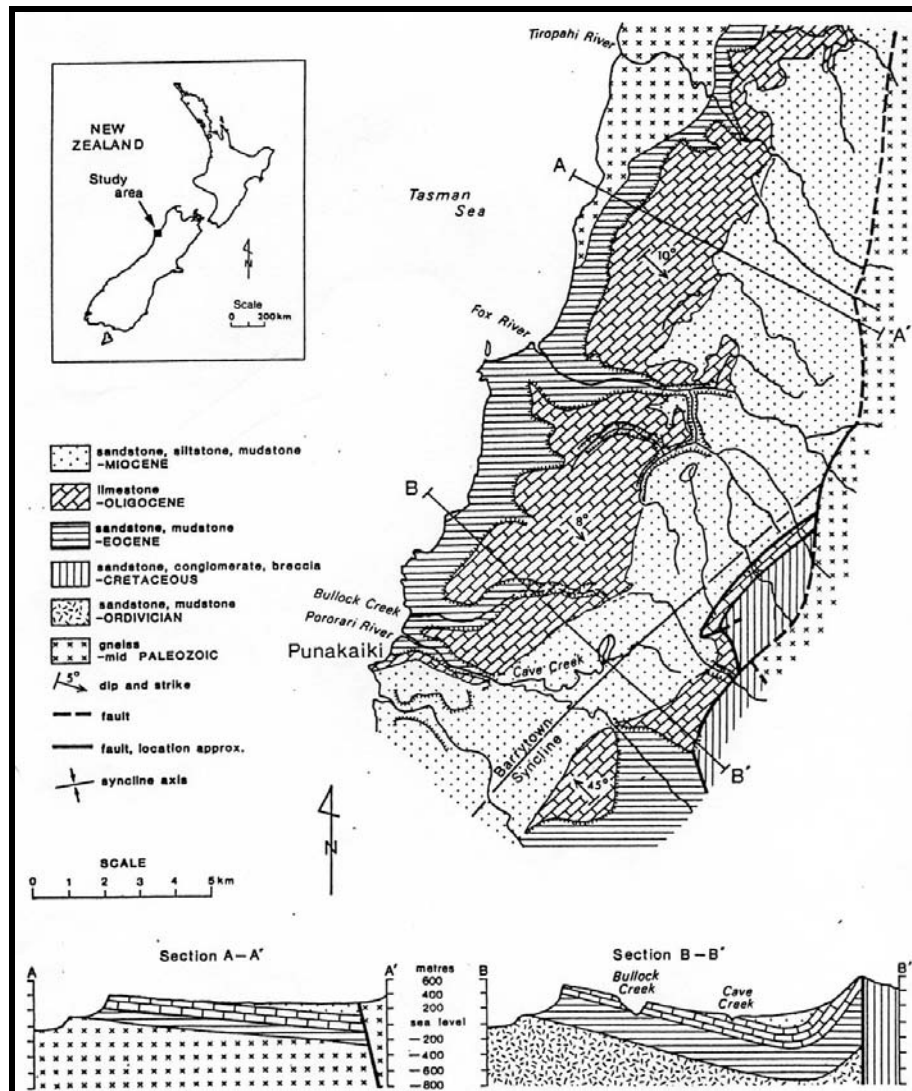 Tiropahi River
NEW
ZEALAND
Study
area
N
Scale
0 200km
Tasman
Sea
A
10°
Fox River
A'
sandstone, siltstone, mudstone
-MIOCENE
limestone
-OLIGOCENE
sandstone, mudstone
-EOCENE
sandstone, conglomerate, breccia
-CRETACEOUS
sandstone, mudstone
-ORDIVICIAN
gneiss
-mid PALEOZOIC
5° dip and strike
fault
fault, location approx.
syncline axis
B
8°
Bullock Creek
Pororari River
Punakaiki
Cave Creek
Barrytown
Syncline
45°
B'
N
SCALE
0 1 2 3 4 5km
Section A-A'
A A'
metres
600
400
200
sea level
-200
-400
-600
-800
Section B-B'
B B'
Bullock
Creek
Cave
Creek